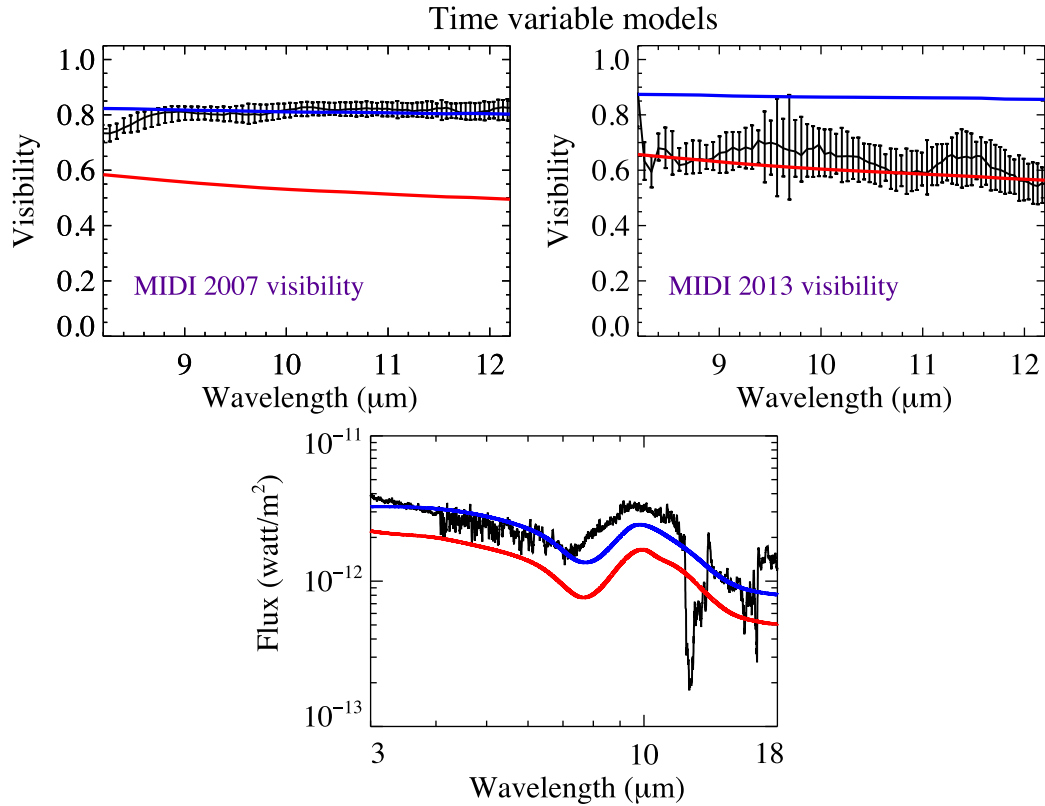 Time variable models
1.0
0.8
0.6
0.4
0.2
0.0
Visibility
MIDI 2007 visibility
9
10
11
12
Wavelength (μm)
1.0
0.8
0.6
0.4
0.2
0.0
Visibility
MIDI 2013 visibility
9
10
11
12
Wavelength (μm)
10⁻¹¹
10⁻¹²
10⁻¹³
Flux (watt/m²)
3
10
18
Wavelength (μm)